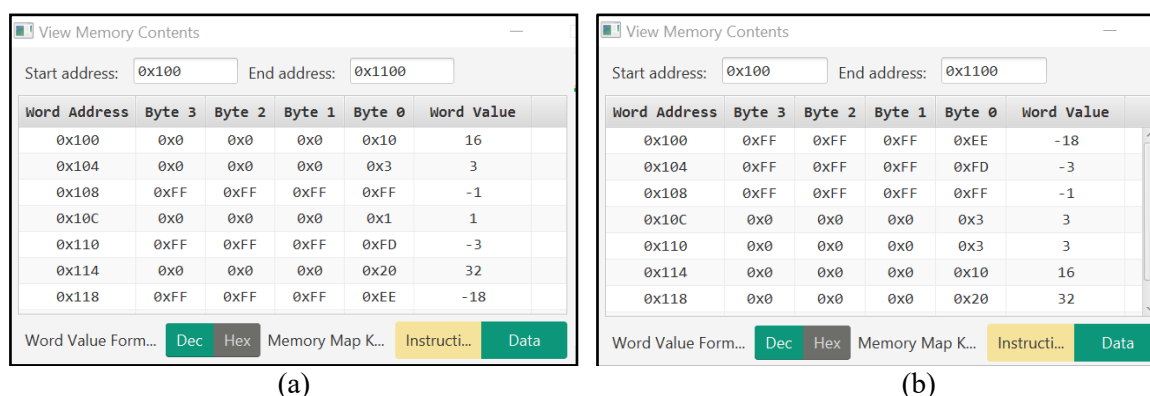 View Memory Contents
Start address: 0x100 End address: 0x1100
Word Address Byte 3 Byte 2 Byte 1 Byte 0 Word Value
0x100 0x0 0x0 0x0 0x10 16
0x104 0x0 0x0 0x0 0x3 3
0x108 0xFF 0xFF 0xFF 0xFF -1
0x10C 0x0 0x0 0x0 0x1 1
0x110 0xFF 0xFF 0xFF 0xFD -3
0x114 0x0 0x0 0x0 0x20 32
0x118 0xFF 0xFF 0xFF 0xEE -18
Word Value Form... Dec Hex Memory Map K... Instructi... Data
(a)
View Memory Contents
Start address: 0x100 End address: 0x1100
Word Address Byte 3 Byte 2 Byte 1 Byte 0 Word Value
0x100 0xFF 0xFF 0xFF 0xEE -18
0x104 0xFF 0xFF 0xFF 0xFD -3
0x108 0xFF 0xFF 0xFF 0xFF -1
0x10C 0x0 0x0 0x0 0x3 3
0x110 0x0 0x0 0x0 0x3 3
0x114 0x0 0x0 0x0 0x10 16
0x118 0x0 0x0 0x0 0x20 32
Word Value Form... Dec Hex Memory Map K... Instructi... Data
(b)